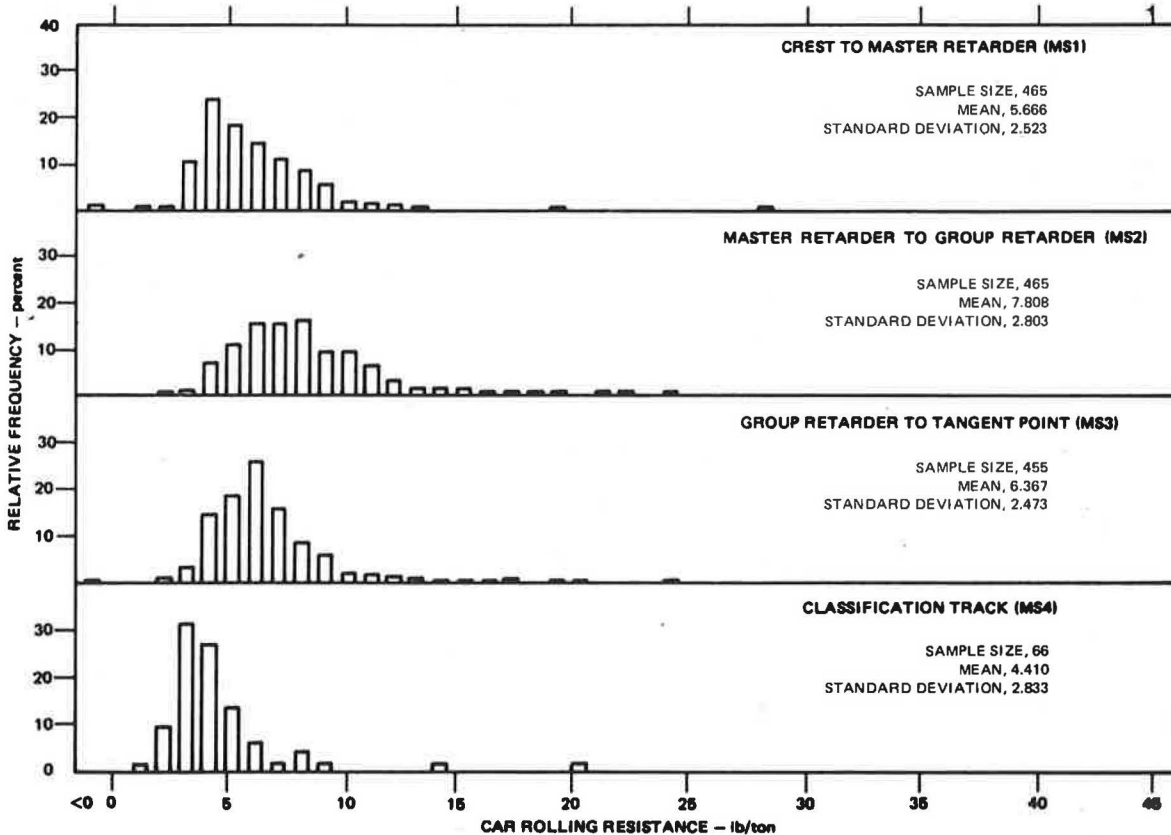 40
30
20
10
CREST TO MASTER RETARDER (MS1)
SAMPLE SIZE, 465
MEAN, 5.666
STANDARD DEVIATION, 2.523
30
20
10
MASTER RETARDER TO GROUP RETARDER (MS2)
SAMPLE SIZE, 465
MEAN, 7.808
STANDARD DEVIATION, 2.803
RELATIVE FREQUENCY — percent
30
20
10
GROUP RETARDER TO TANGENT POINT (MS3)
SAMPLE SIZE, 455
MEAN, 6.367
STANDARD DEVIATION, 2.473
30
20
10
0
CLASSIFICATION TRACK (MS4)
SAMPLE SIZE, 66
MEAN, 4.410
STANDARD DEVIATION, 2.833
<0 0 5 10 15 20 25 30 35 40 45
CAR ROLLING RESISTANCE — lb/ton